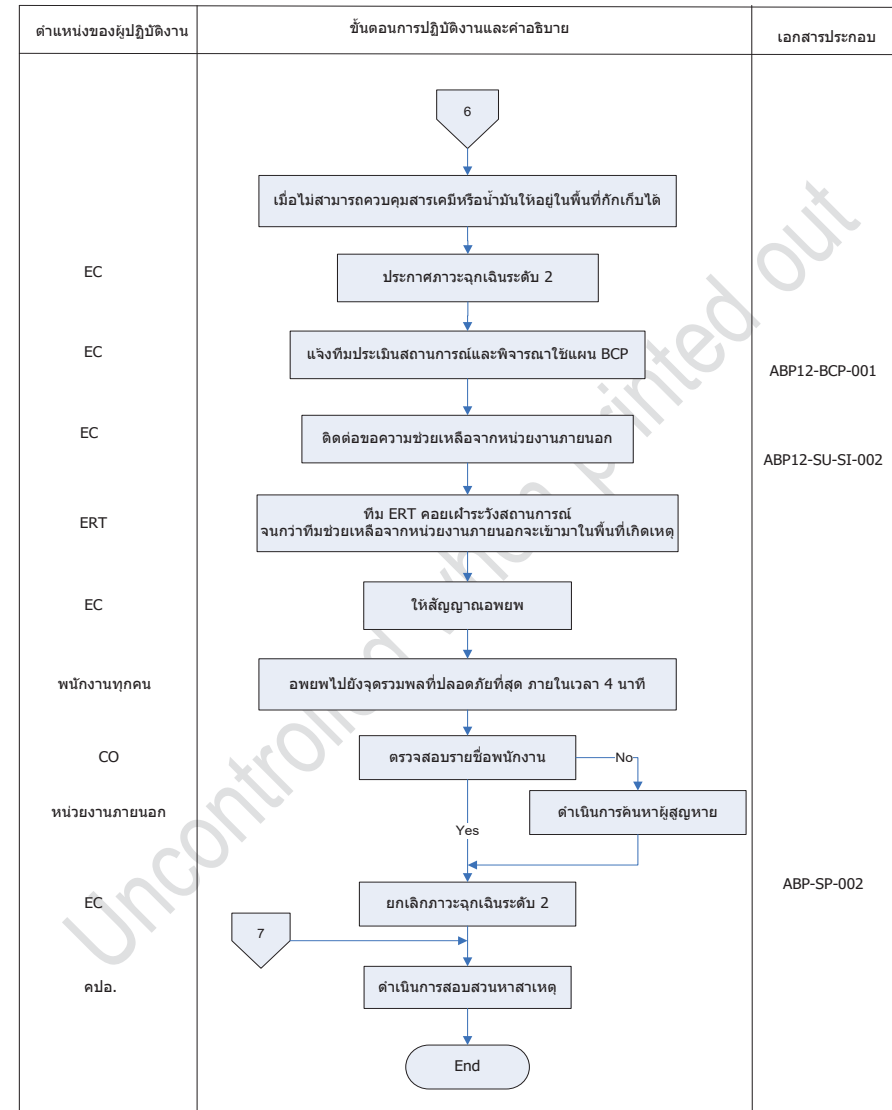 ตำแหน่งของผู้ปฏิบัติงาน
ขั้นตอนการปฏิบัติงานและคำอธิบาย
เอกสารประกอบ
6
เมื่อไม่สามารถควบคุมสารเคมีหรือน้ำมันให้อยู่ในพื้นที่กักเก็บได้
EC
ประกาศภาวะฉุกเฉินระดับ 2
EC
แจ้งทีมประเมินสถานการณ์และพิจารณาใช้แผน BCP
ABP12-BCP-001
EC
ติดต่อขอความช่วยเหลือจากหน่วยงานภายนอก
ABP12-SU-SI-002
ERT
ทีม ERT คอยเฝ้าระวังสถานการณ์
จนกว่าทีมช่วยเหลือจากหน่วยงานภายนอกจะเข้ามาในพื้นที่เกิดเหตุ
EC
ให้สัญญาณอพยพ
พนักงานทุกคน
อพยพไปยังจุดรวมพลที่ปลอดภัยที่สุด ภายในเวลา 4 นาที
CO
ตรวจสอบรายชื่อพนักงาน
No
หน่วยงานภายนอก
ดำเนินการค้นหาผู้สูญหาย
Yes
EC
ยกเลิกภาวะฉุกเฉินระดับ 2
ABP-SP-002
7
คปอ.
ดำเนินการสอบสวนหาสาเหตุ
End
Uncontrolled when printed out